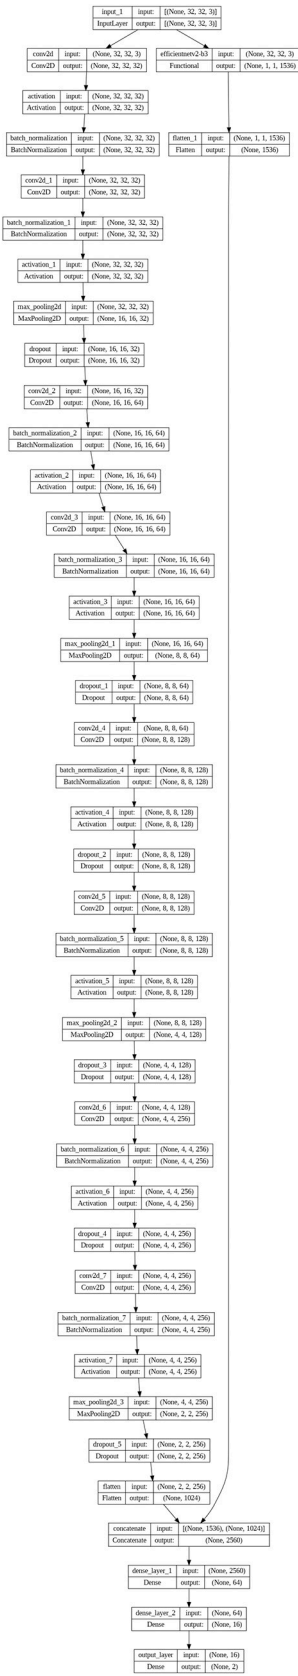 input_1 input: [(None, 32, 32, 3)]
InputLayer output: [(None, 32, 32, 3)]
conv2d input: (None, 32, 32, 3)
Conv2D output: (None, 32, 32, 32)
efficientnetv2-b3 input: (None, 32, 32, 3)
Functional output: (None, 1, 1, 1536)
activation input: (None, 32, 32, 32)
Activation output: (None, 32, 32, 32)
batch_normalization input: (None, 32, 32, 32)
BatchNormalization output: (None, 32, 32, 32)
flatten_1 input: (None, 1, 1, 1536)
Flatten output: (None, 1536)
conv2d_1 input: (None, 32, 32, 32)
Conv2D output: (None, 32, 32, 32)
batch_normalization_1 input: (None, 32, 32, 32)
BatchNormalization output: (None, 32, 32, 32)
activation_1 input: (None, 32, 32, 32)
Activation output: (None, 32, 32, 32)
max_pooling2d input: (None, 32, 32, 32)
MaxPooling2D output: (None, 16, 16, 32)
dropout input: (None, 16, 16, 32)
Dropout output: (None, 16, 16, 32)
conv2d_2 input: (None, 16, 16, 32)
Conv2D output: (None, 16, 16, 64)
batch_normalization_2 input: (None, 16, 16, 64)
BatchNormalization output: (None, 16, 16, 64)
activation_2 input: (None, 16, 16, 64)
Activation output: (None, 16, 16, 64)
conv2d_3 input: (None, 16, 16, 64)
Conv2D output: (None, 16, 16, 64)
batch_normalization_3 input: (None, 16, 16, 64)
BatchNormalization output: (None, 16, 16, 64)
activation_3 input: (None, 16, 16, 64)
Activation output: (None, 16, 16, 64)
max_pooling2d_1 input: (None, 16, 16, 64)
MaxPooling2D output: (None, 8, 8, 64)
dropout_1 input: (None, 8, 8, 64)
Dropout output: (None, 8, 8, 64)
conv2d_4 input: (None, 8, 8, 64)
Conv2D output: (None, 8, 8, 128)
batch_normalization_4 input: (None, 8, 8, 128)
BatchNormalization output: (None, 8, 8, 128)
activation_4 input: (None, 8, 8, 128)
Activation output: (None, 8, 8, 128)
dropout_2 input: (None, 8, 8, 128)
Dropout output: (None, 8, 8, 128)
conv2d_5 input: (None, 8, 8, 128)
Conv2D output: (None, 8, 8, 128)
batch_normalization_5 input: (None, 8, 8, 128)
BatchNormalization output: (None, 8, 8, 128)
activation_5 input: (None, 8, 8, 128)
Activation output: (None, 8, 8, 128)
max_pooling2d_2 input: (None, 8, 8, 128)
MaxPooling2D output: (None, 4, 4, 128)
dropout_3 input: (None, 4, 4, 128)
Dropout output: (None, 4, 4, 128)
conv2d_6 input: (None, 4, 4, 128)
Conv2D output: (None, 4, 4, 256)
batch_normalization_6 input: (None, 4, 4, 256)
BatchNormalization output: (None, 4, 4, 256)
activation_6 input: (None, 4, 4, 256)
Activation output: (None, 4, 4, 256)
dropout_4 input: (None, 4, 4, 256)
Dropout output: (None, 4, 4, 256)
conv2d_7 input: (None, 4, 4, 256)
Conv2D output: (None, 4, 4, 256)
batch_normalization_7 input: (None, 4, 4, 256)
BatchNormalization output: (None, 4, 4, 256)
activation_7 input: (None, 4, 4, 256)
Activation output: (None, 4, 4, 256)
max_pooling2d_3 input: (None, 4, 4, 256)
MaxPooling2D output: (None, 2, 2, 256)
dropout_5 input: (None, 2, 2, 256)
Dropout output: (None, 2, 2, 256)
flatten input: (None, 2, 2, 256)
Flatten output: (None, 1024)
concatenate input: [(None, 1536), (None, 1024)]
Concatenate output: (None, 2560)
dense_layer_1 input: (None, 2560)
Dense output: (None, 64)
dense_layer_2 input: (None, 64)
Dense output: (None, 16)
output_layer input: (None, 16)
Dense output: (None, 2)